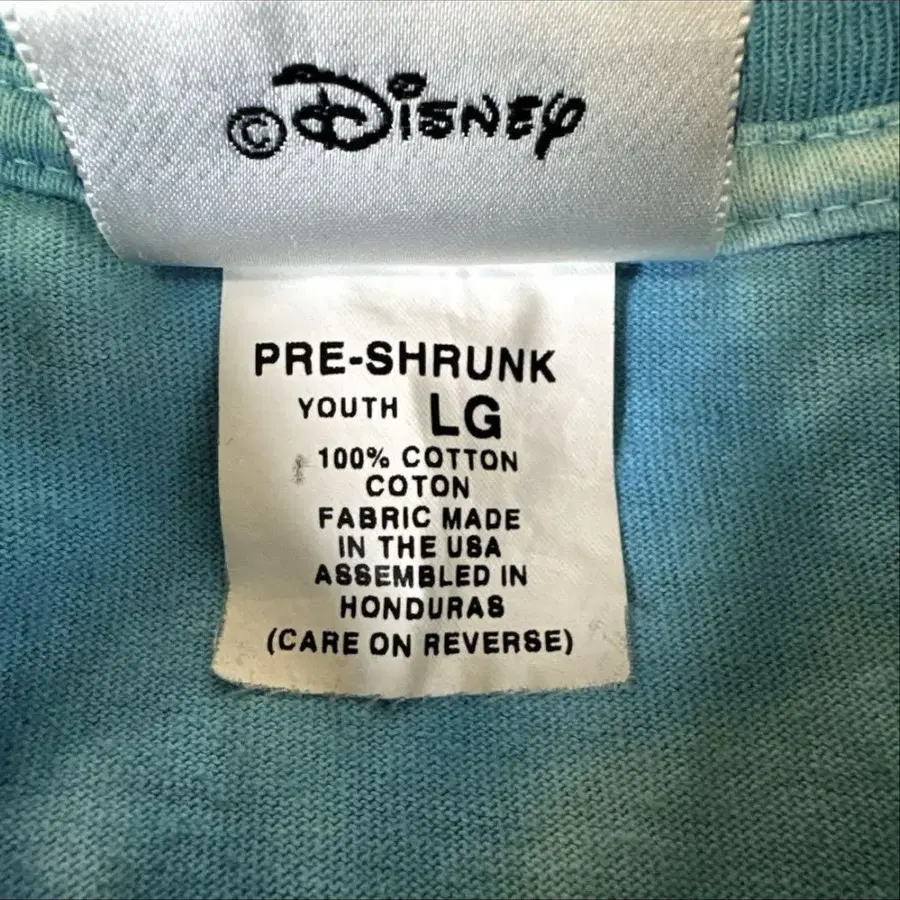 © Disney
PRE-SHRUNK
YOUTH LG
100% COTTON
COTON
FABRIC MADE
IN THE USA
ASSEMBLED IN
HONDURAS
(CARE ON REVERSE)